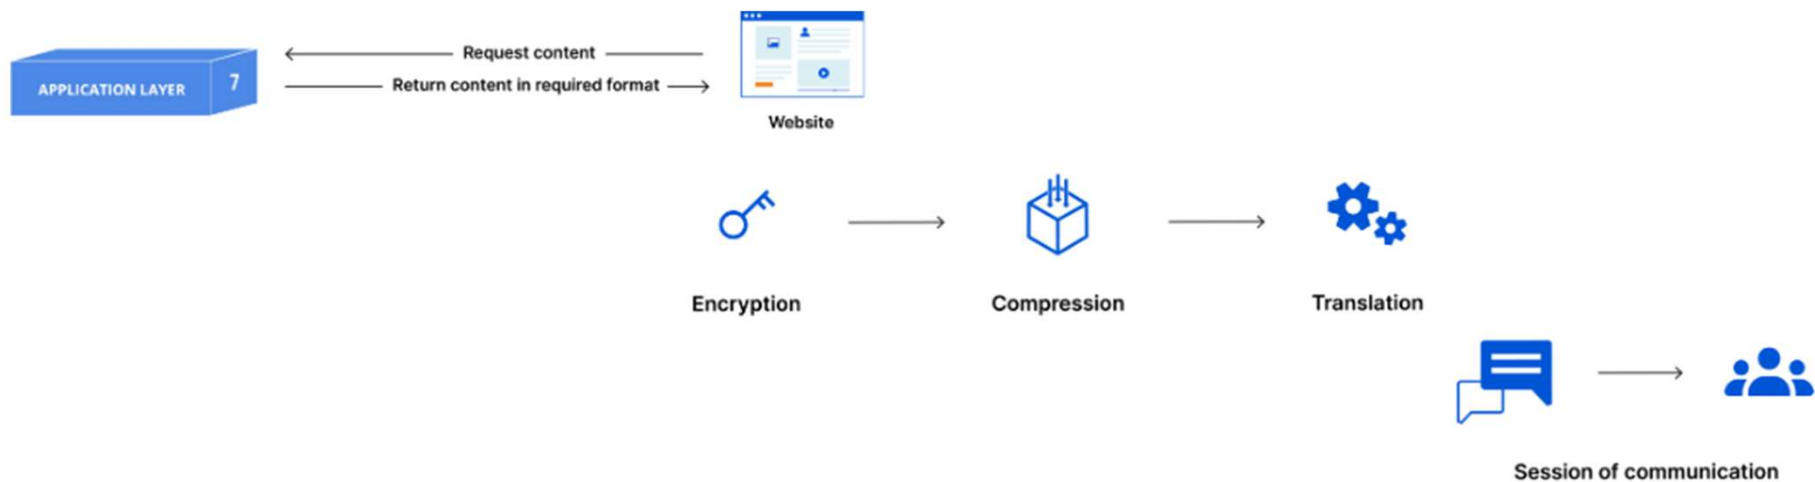 Request content
APPLICATION LAYER 7
Return content in required format
Website
Encryption
Compression
Translation
Session of communication